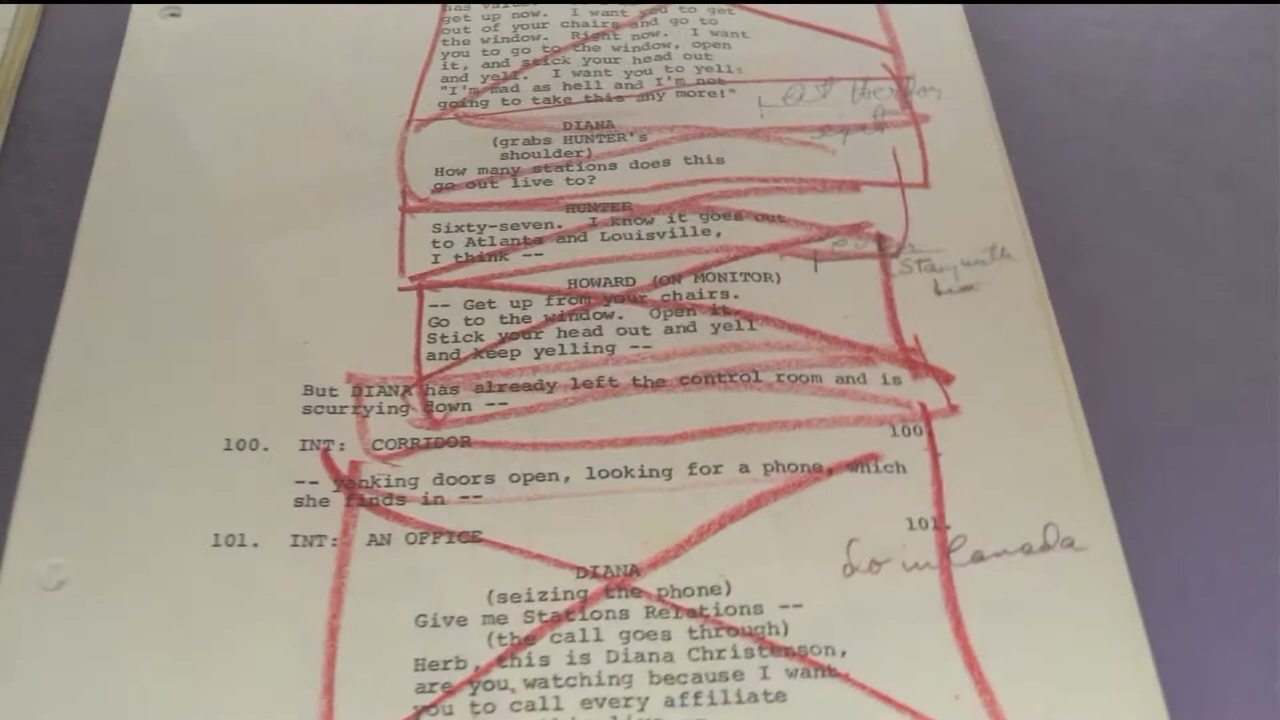 has value.
get up now. I want you to get
out of your chairs and go to
the window. Right now. I want
you to go to the window, open
it, and stick your head out
and yell. I want you to yell:
"I'm mad as hell and I'm not
going to take this any more!"
DIANA
(grabs HUNTER's
shoulder)
How many stations does this
go out live to?
HUNTER
Sixty-seven. I know it goes out
to Atlanta and Louisville,
I think --
HOWARD (ON MONITOR)
-- Get up from your chairs.
Go to the window. Open it.
Stick your head out and yell
and keep yelling --
Stay with
him
But DIANA has already left the control room and is
scurrying down --
100. INT: CORRIDOR 100
-- yanking doors open, looking for a phone, which
she finds in --
101. INT: AN OFFICE 101.
do in Canada
DIANA
(seizing the phone)
Give me Stations Relations --
(the call goes through)
Herb, this is Diana Christenson,
are you watching because I want
you to call every affiliate